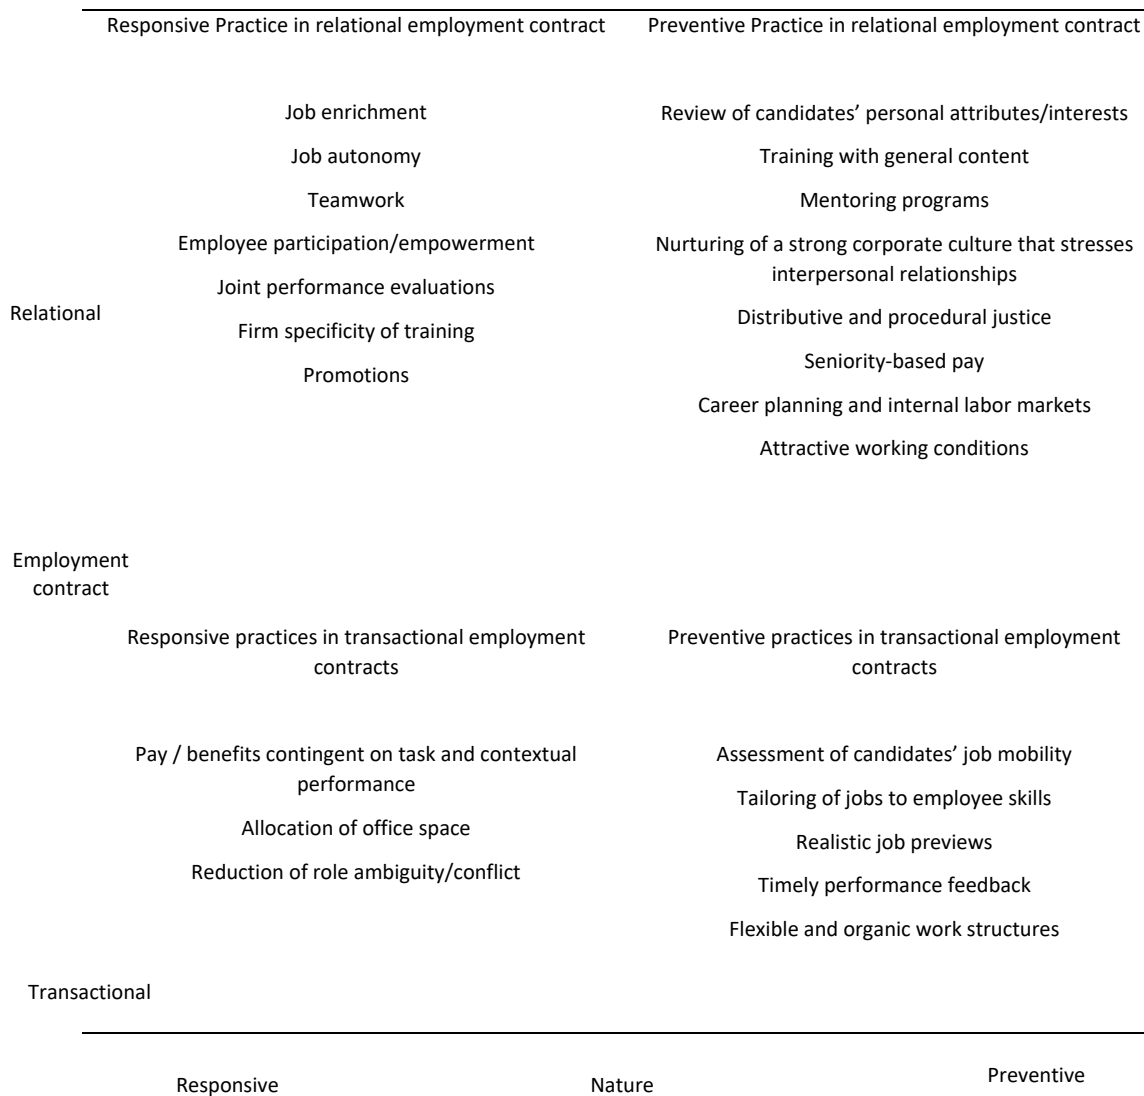 Responsive Practice in relational employment contract
Preventive Practice in relational employment contract
Job enrichment
Job autonomy
Teamwork
Employee participation/empowerment
Joint performance evaluations
Firm specificity of training
Promotions
Review of candidates’ personal attributes/interests
Training with general content
Mentoring programs
Nurturing of a strong corporate culture that stresses
interpersonal relationships
Distributive and procedural justice
Seniority-based pay
Career planning and internal labor markets
Attractive working conditions
Relational
Employment
contract
Responsive practices in transactional employment
contracts
Preventive practices in transactional employment
contracts
Pay / benefits contingent on task and contextual
performance
Allocation of office space
Reduction of role ambiguity/conflict
Assessment of candidates’ job mobility
Tailoring of jobs to employee skills
Realistic job previews
Timely performance feedback
Flexible and organic work structures
Transactional
Responsive
Nature
Preventive